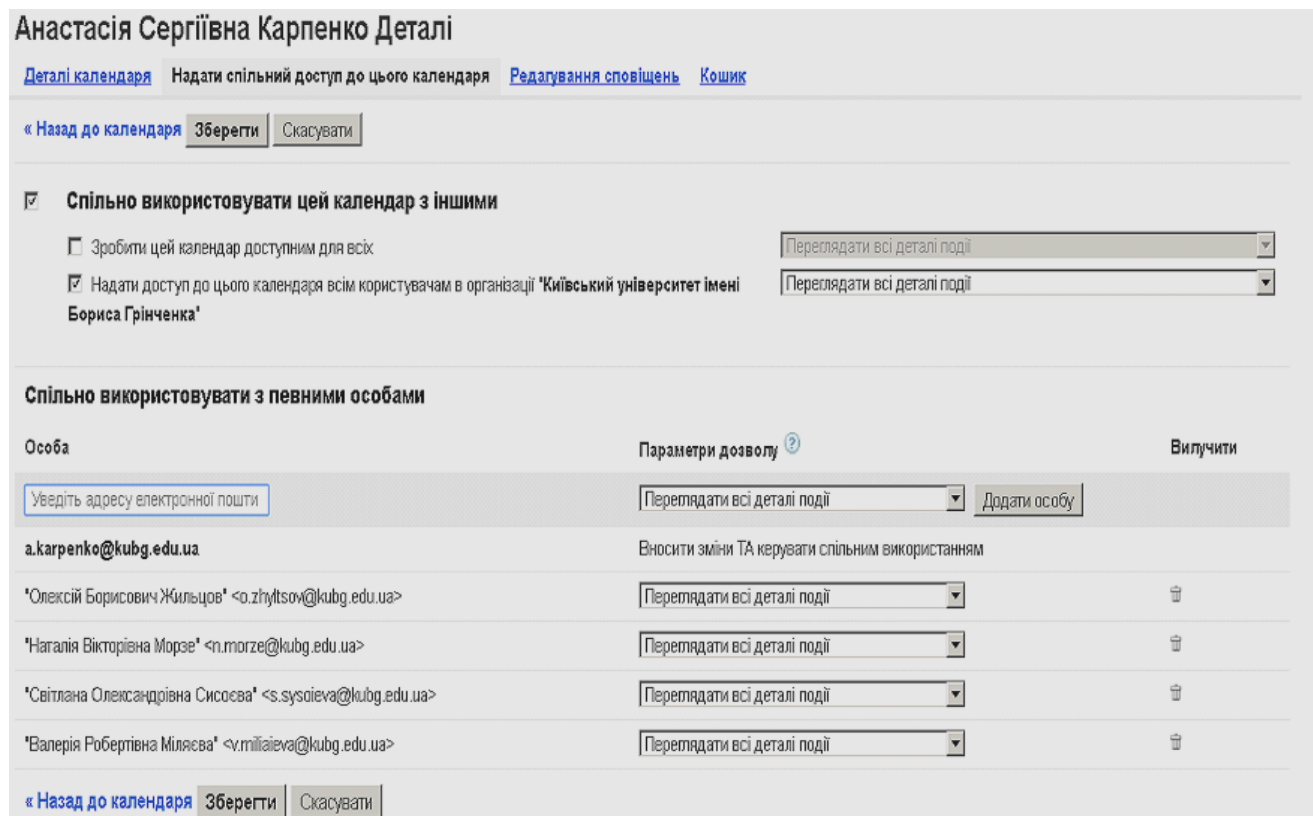 Анастасія Сергіївна Карпенко Деталі
Деталі календаря Надати спільний доступ до цього календаря Редагування сповіщень Кошик
« Назад до календаря Зберегти Скасувати
Спільно використовувати цей календар з іншими
Зробити цей календар доступним для всіх Переглядати всі деталі події
Надати доступ до цього календаря всім користувачам в організації "Київський університет імені Переглядати всі деталі події
Бориса Грінченка"
Спільно використовувати з певними особами
Особа Параметри дозволу ? Вилучити
Уведіть адресу електронної пошти Переглядати всі деталі події Додати особу
a.karpenko@kubg.edu.ua Вносити зміни ТА керувати спільним використанням
"Олексій Борисович Жильцов" <o.zhyltsov@kubg.edu.ua> Переглядати всі деталі події
"Наталія Вікторівна Морзе" <n.morze@kubg.edu.ua> Переглядати всі деталі події
"Світлана Олександрівна Сисоєва" <s.sysoieva@kubg.edu.ua> Переглядати всі деталі події
"Валерія Робертівна Міляєва" <v.miliaieva@kubg.edu.ua> Переглядати всі деталі події
« Назад до календаря Зберегти Скасувати